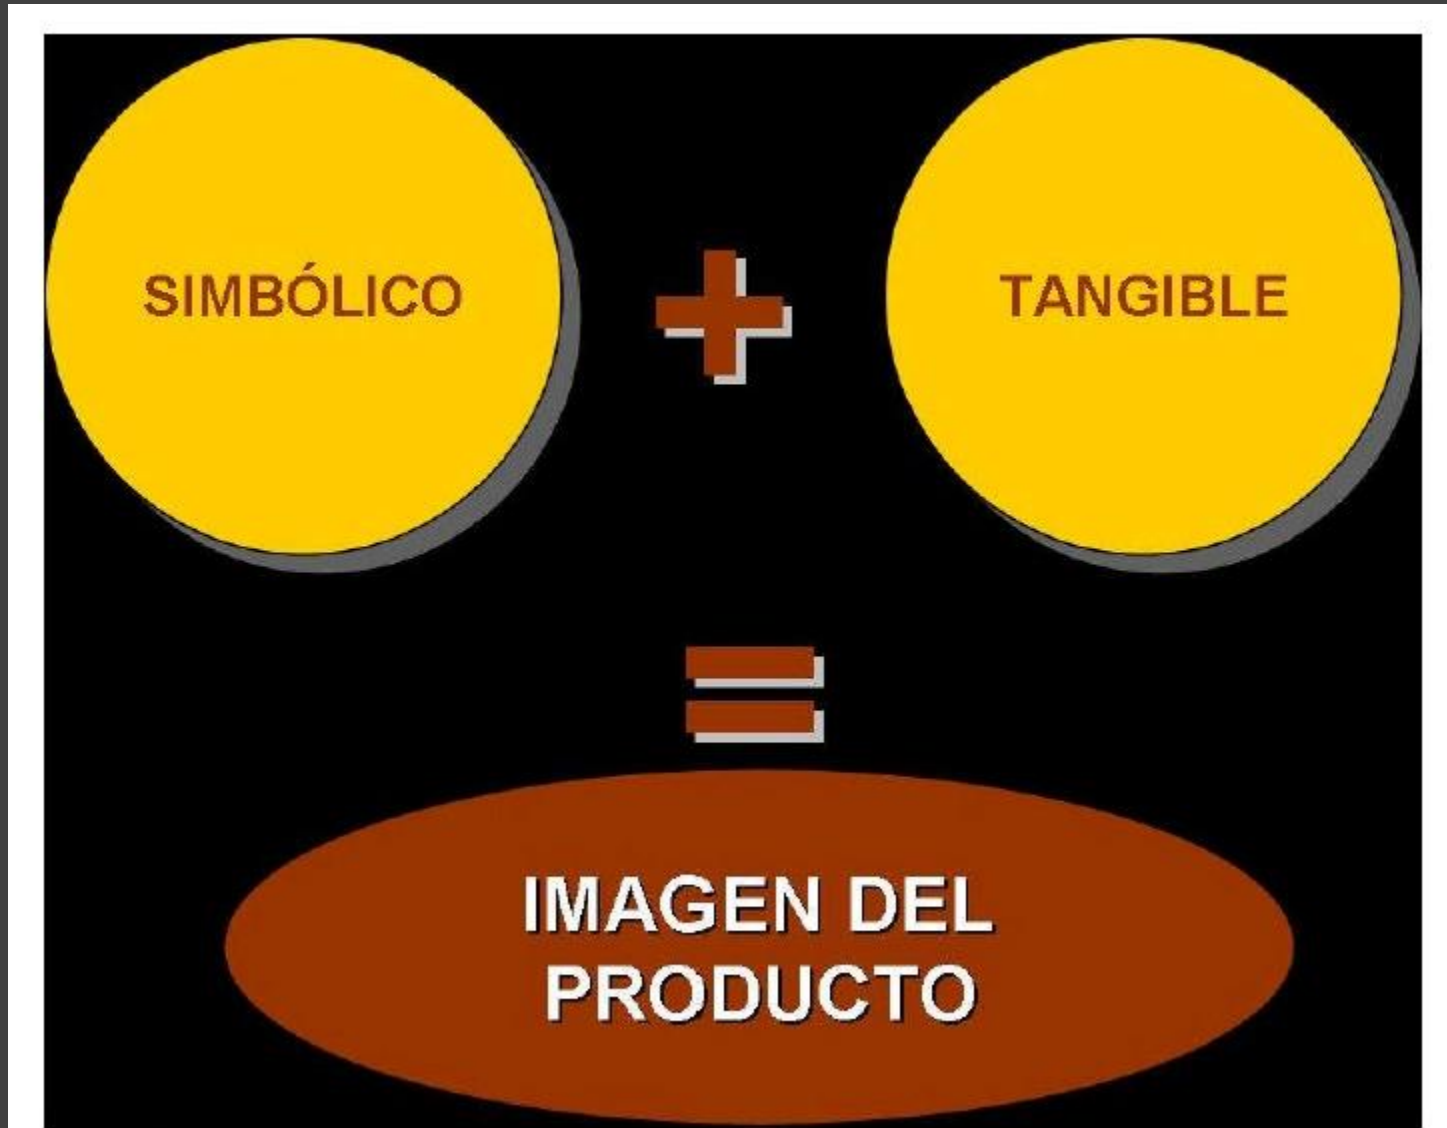 SIMBÓLICO
+
TANGIBLE
=
IMAGEN DEL
PRODUCTO